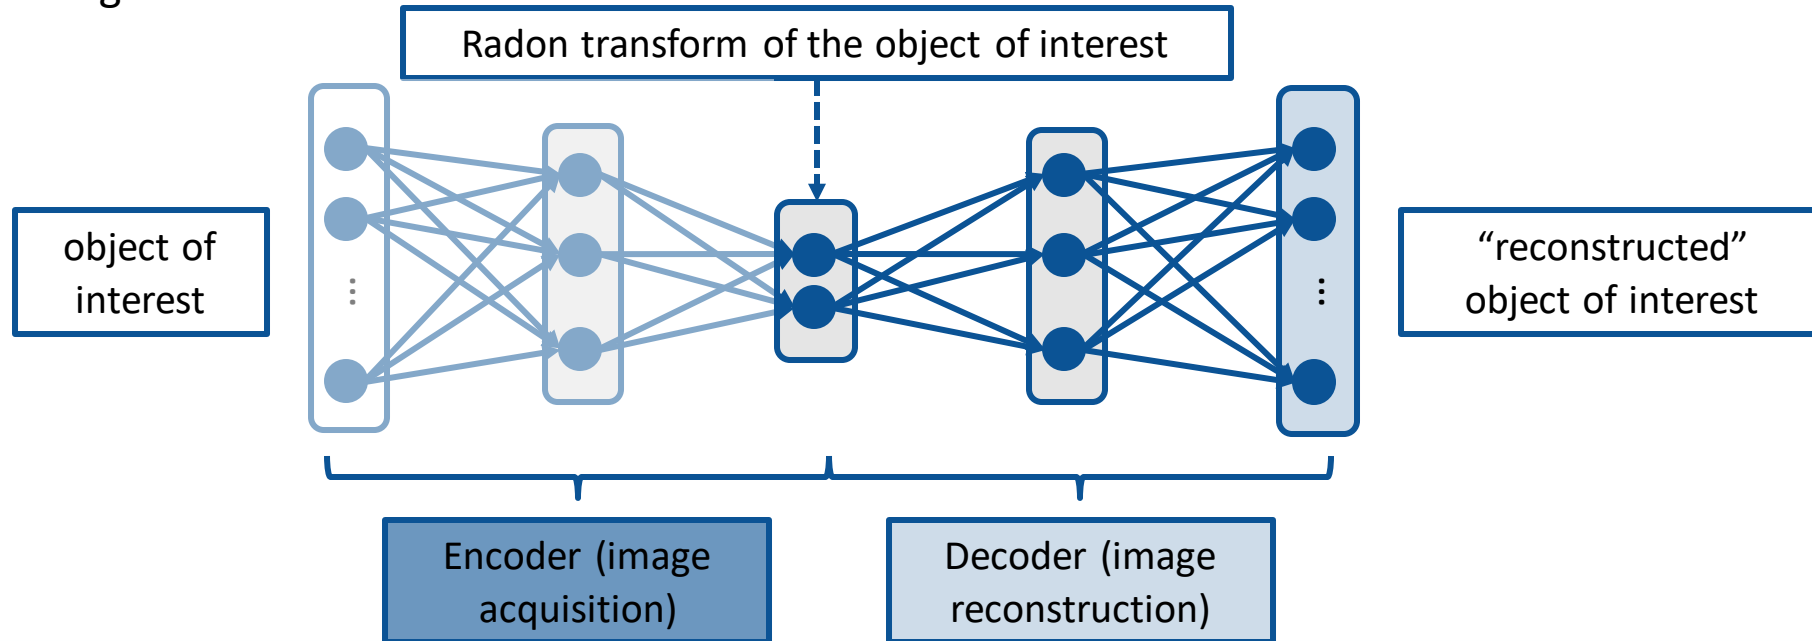 Radon transform of the object of interest
object of
interest
⋮
“reconstructed”
object of interest
⋮
Encoder (image
acquisition)
Decoder (image
reconstruction)